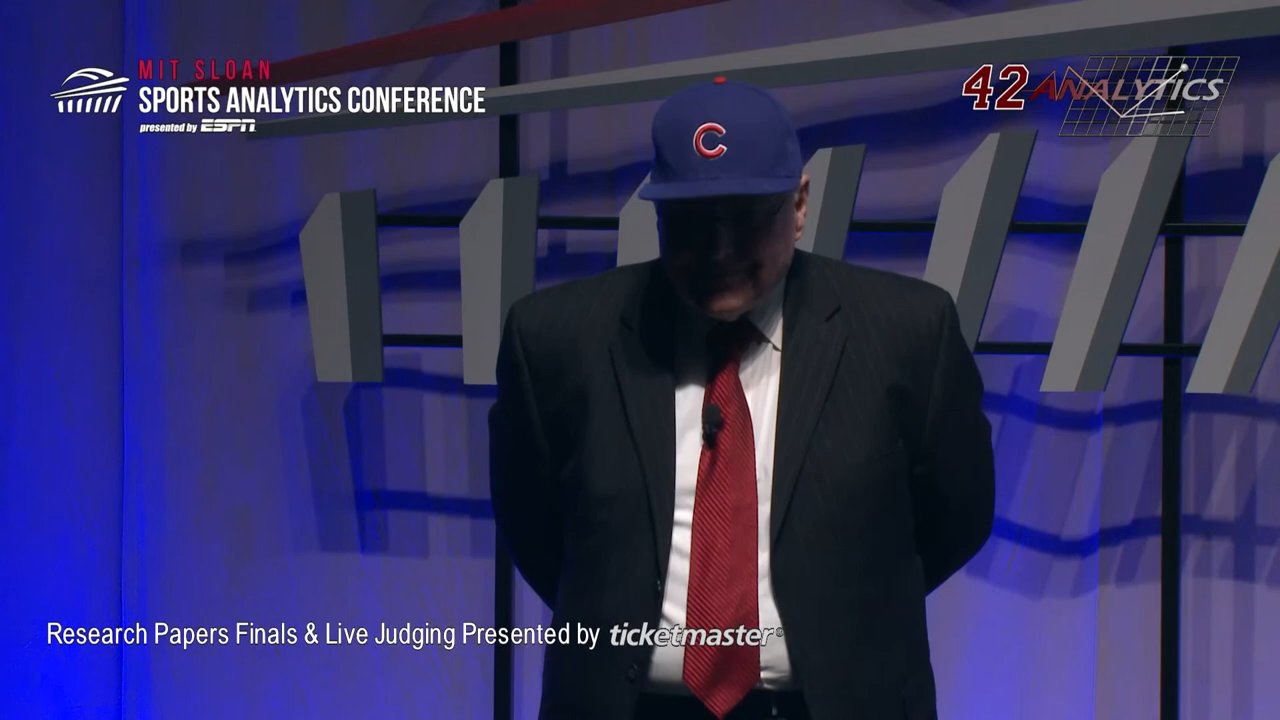 MIT SLOAN
SPORTS ANALYTICS CONFERENCE
presented by ESPN
42 ANALYTICS
C
Research Papers Finals & Live Judging Presented by ticketmaster®